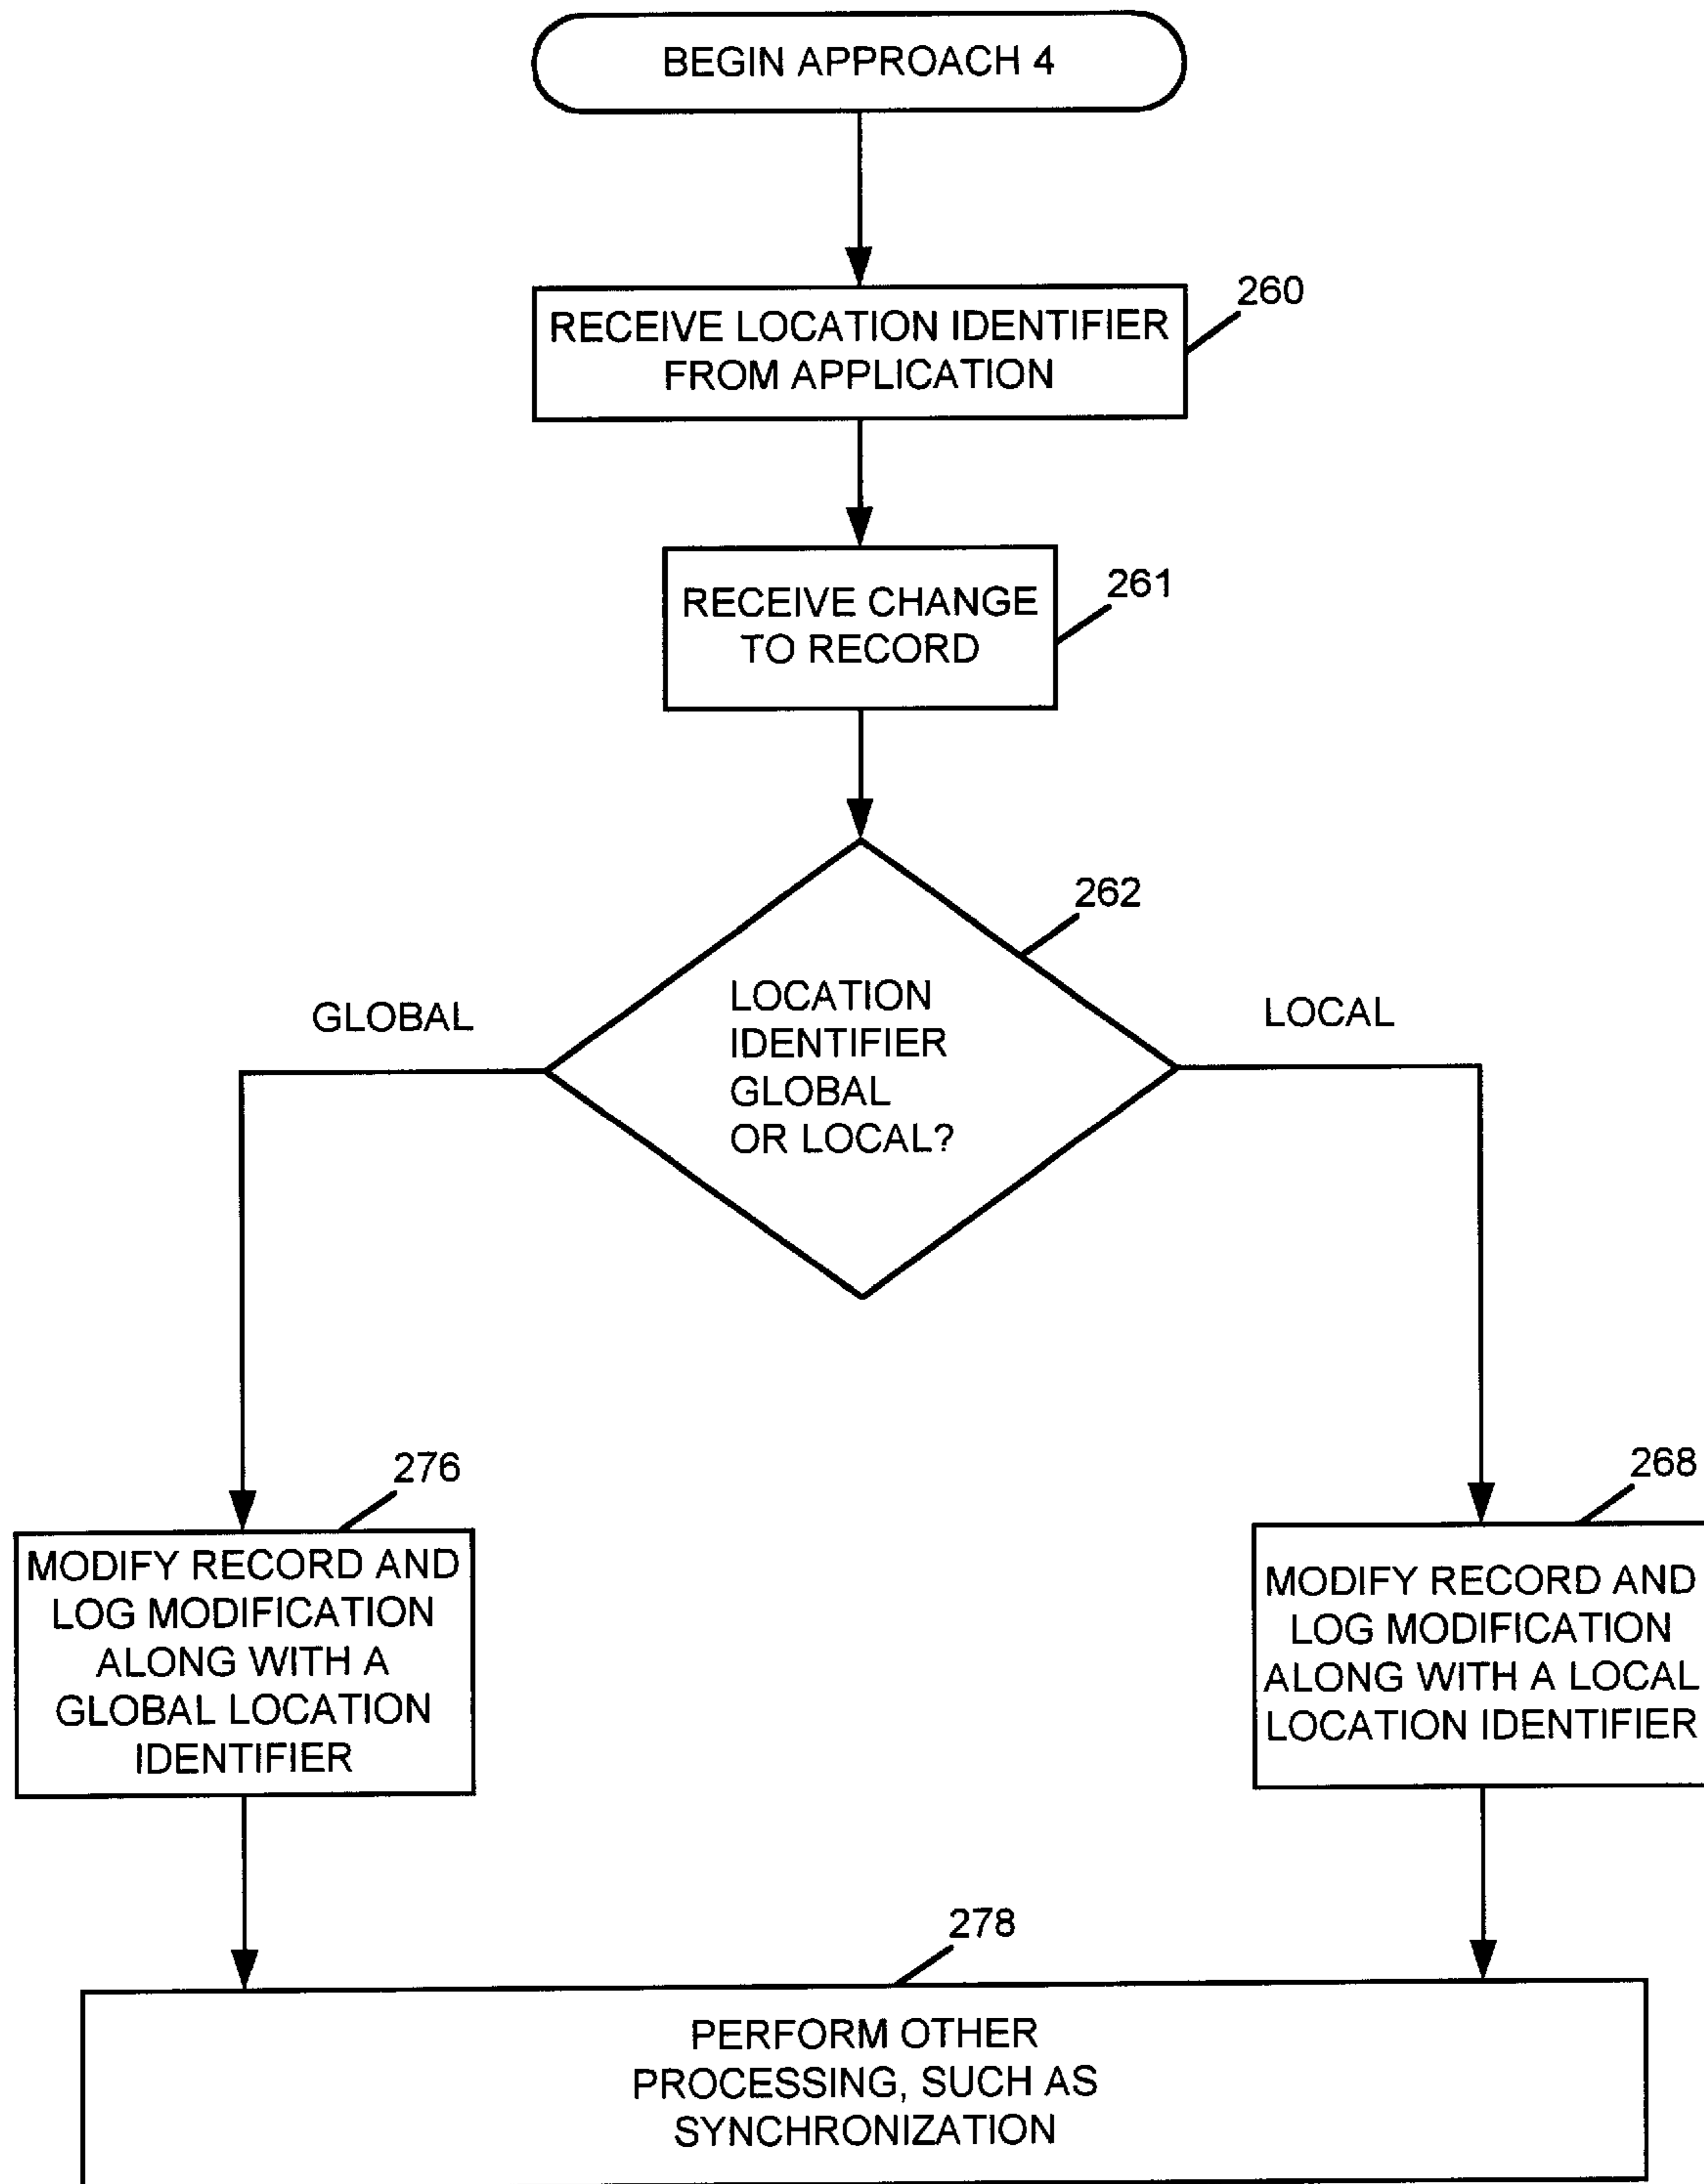 BEGIN APPROACH 4
260
RECEIVE LOCATION IDENTIFIER
FROM APPLICATION
261
RECEIVE CHANGE
TO RECORD
262
LOCATION
IDENTIFIER
GLOBAL
OR LOCAL?
GLOBAL
LOCAL
276
MODIFY RECORD AND
LOG MODIFICATION
ALONG WITH A
GLOBAL LOCATION
IDENTIFIER
268
MODIFY RECORD AND
LOG MODIFICATION
ALONG WITH A LOCAL
LOCATION IDENTIFIER
278
PERFORM OTHER
PROCESSING, SUCH AS
SYNCHRONIZATION